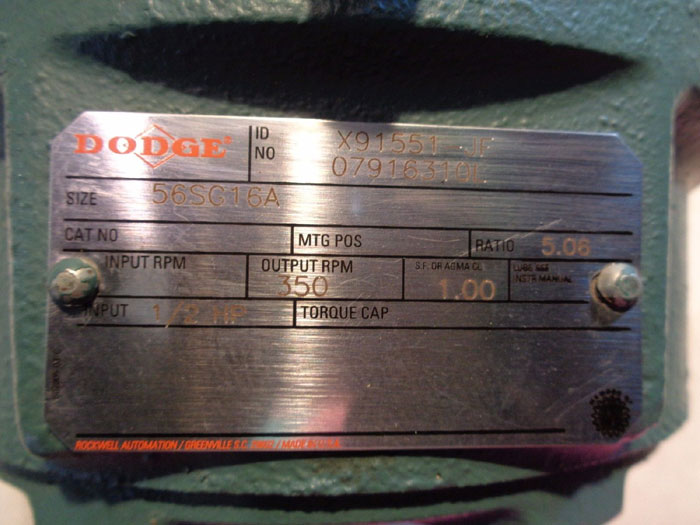 DODGE®
ID NO X91551 JF
07916310L
SIZE 56SC16A
CAT NO MTG POS RATIO 5.06
INPUT RPM OUTPUT RPM 350 S.F. OR AGMA CL 1.00 LUBE SEE INSTR MANUAL
INPUT 1/2 HP TORQUE CAP
ROCKWELL AUTOMATION / GREENVILLE S.C. / MADE IN U.S.A.